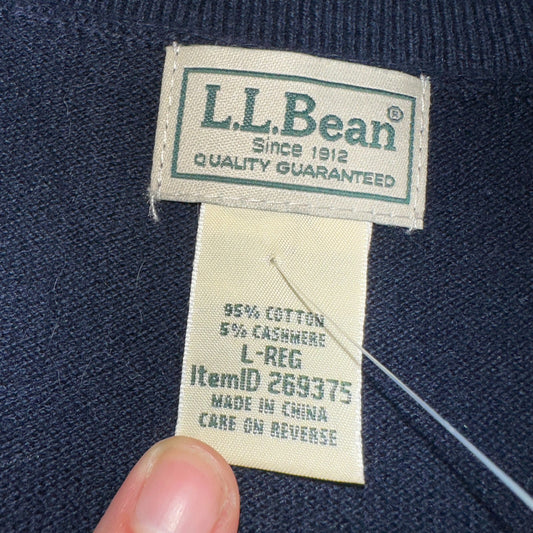 L.L.Bean®
Since 1912
QUALITY GUARANTEED
95% COTTON
5% CASHMERE
L-REG
ItemID 269375
MADE IN CHINA
CARE ON REVERSE